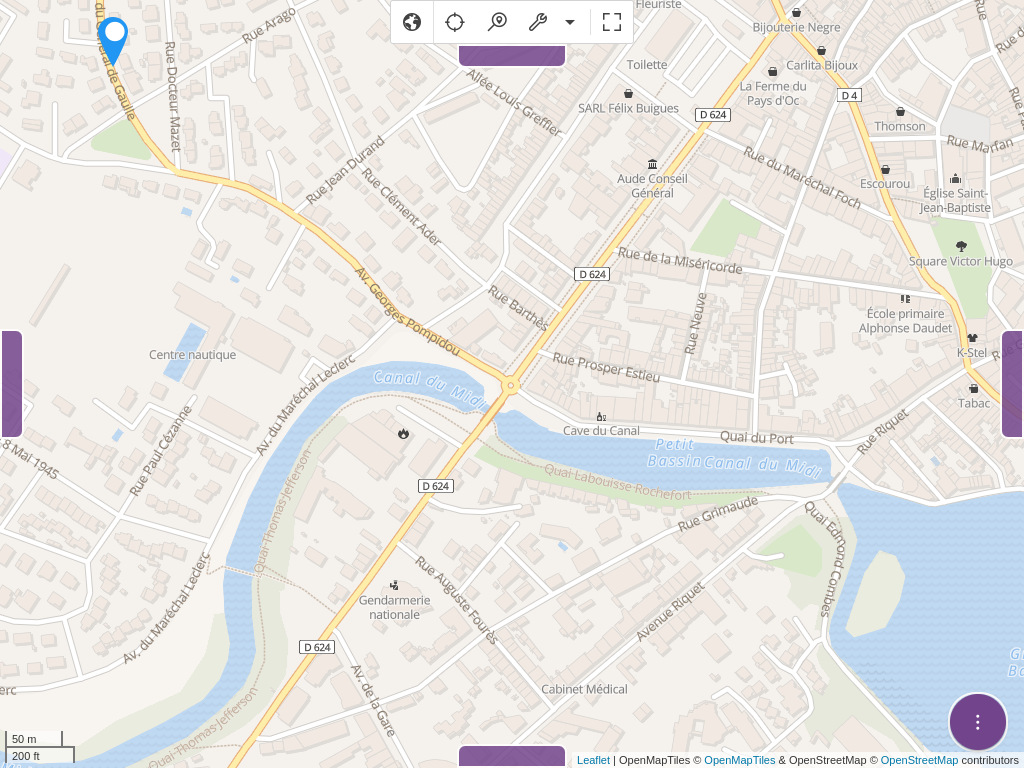 Fleuriste
Bijouterie Negre
Rue Arago
Carlita Bijoux
Toilette
La Ferme du
Pays'd'Oc
D 4
SARL Félix Buigues
Allée Louis Greffier
D 624
Thomson
Rue Docteur Mazet
Rue Marfan
Rue Jean Durand
Aude Conseil
Général
Rue du Maréchal Foch
Escourou
Église Saint-
Jean-Baptiste
Rue Clément Ader
Rue de la Miséricorde
Square Victor Hugo
D 624
Rue Barthès
Av. Georges Pompidou
Rue Neuve
École primaire
Alphonse Daudet
Centre nautique
K-Stel
Rue Prosper Estieu
Canal du Midi
Av. du Maréchal Leclerc
Tabac
Cave du Canal
Quai du Port
Rue Riquet
Petit
Bassin
Canal du Midi
8 Mai 1945
Rue Paul Cézanne
Quai Labouisse Rochefort
D 624
Quai Thomas Jefferson
Rue Grimaude
Quai Edmond Combes
Rue Auguste Fourès
Gendarmerie
nationale
Avenue Riquet
Av. du Maréchal Leclerc
D 624
Av. de la Gare
Cabinet Médical
Quai Thomas Jefferson
50 m
200 ft
Leaflet | OpenMapTiles © OpenMapTiles & OpenStreetMap © OpenStreetMap contributors